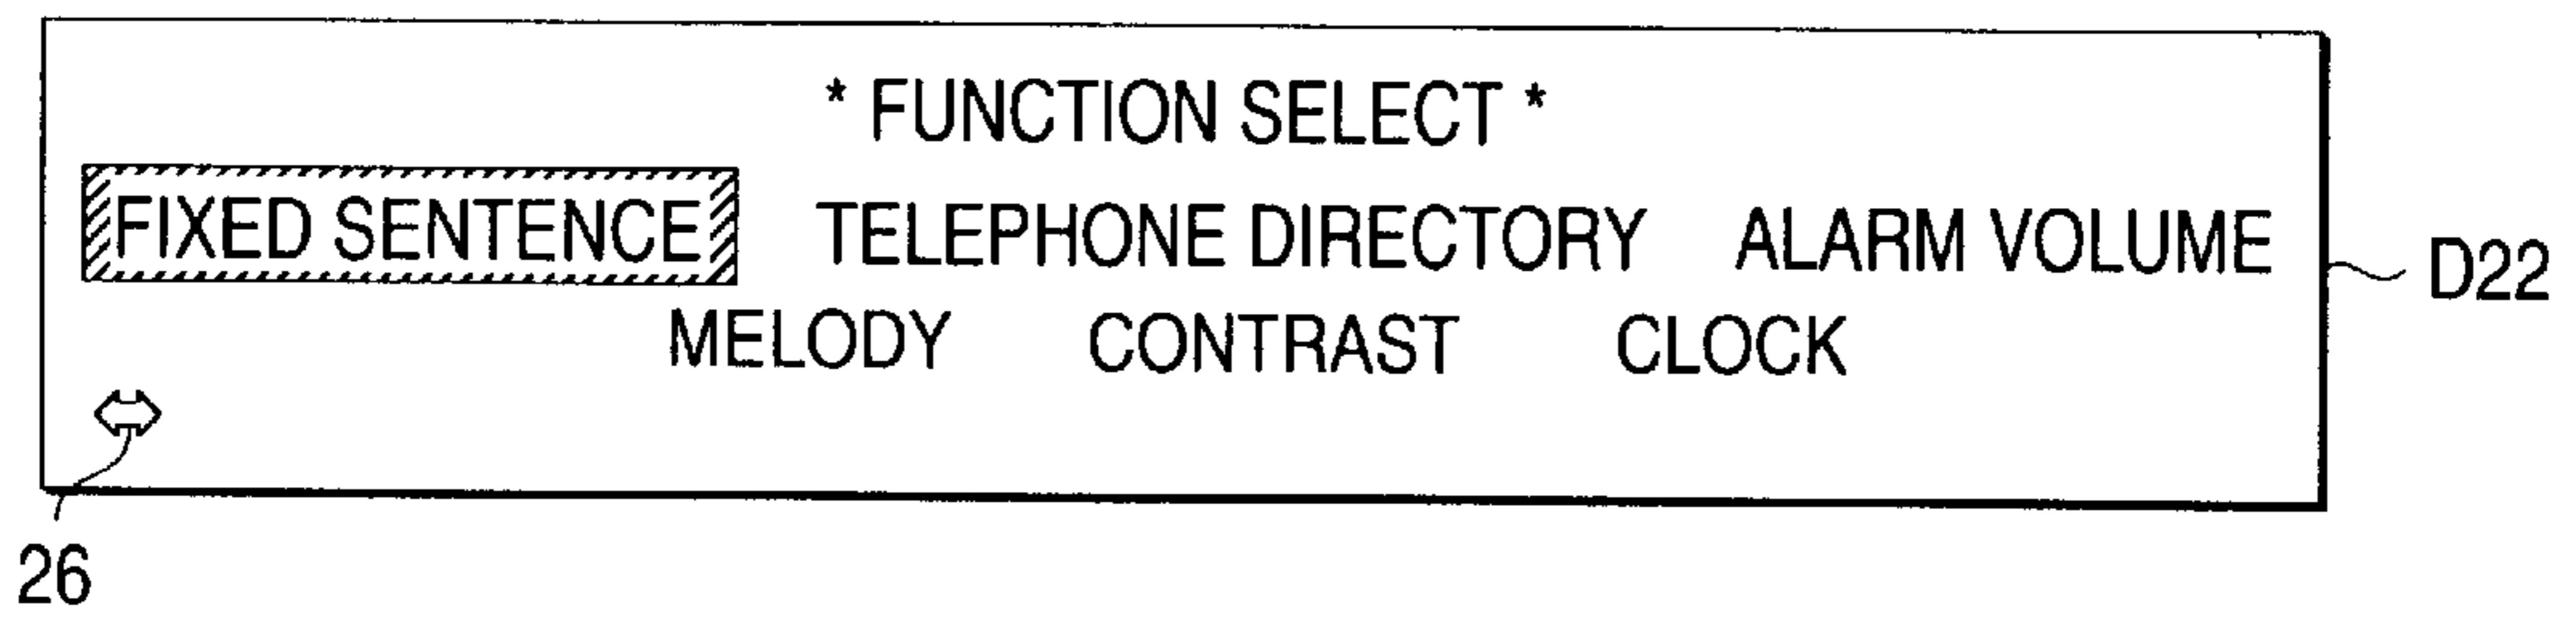 * FUNCTION SELECT *
FIXED SENTENCE TELEPHONE DIRECTORY ALARM VOLUME
D22
MELODY CONTRAST CLOCK
26